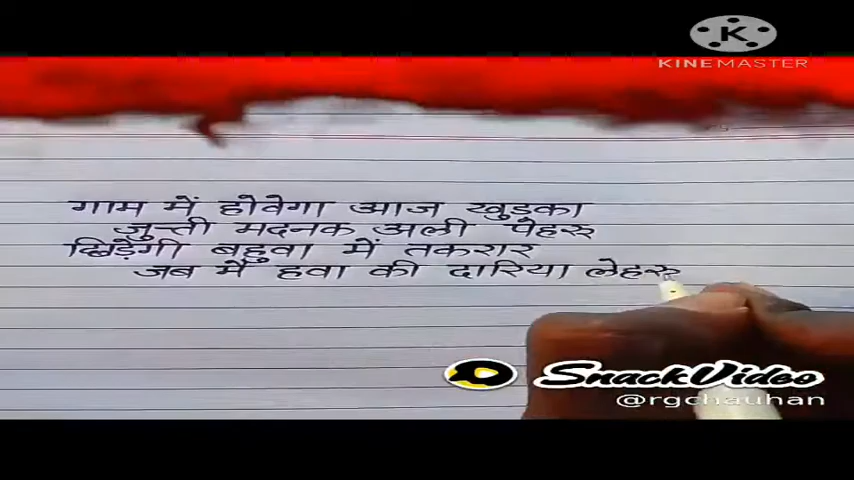 KINEMASTER
गाम में होवेगा आज खुड़का
जुत्ती मदनक अली पेहरू
छिड़ेगी बहुवा में तकरार
जब मैं हवा की दारिया लेहरू
SnackVideo
@rgchauhan